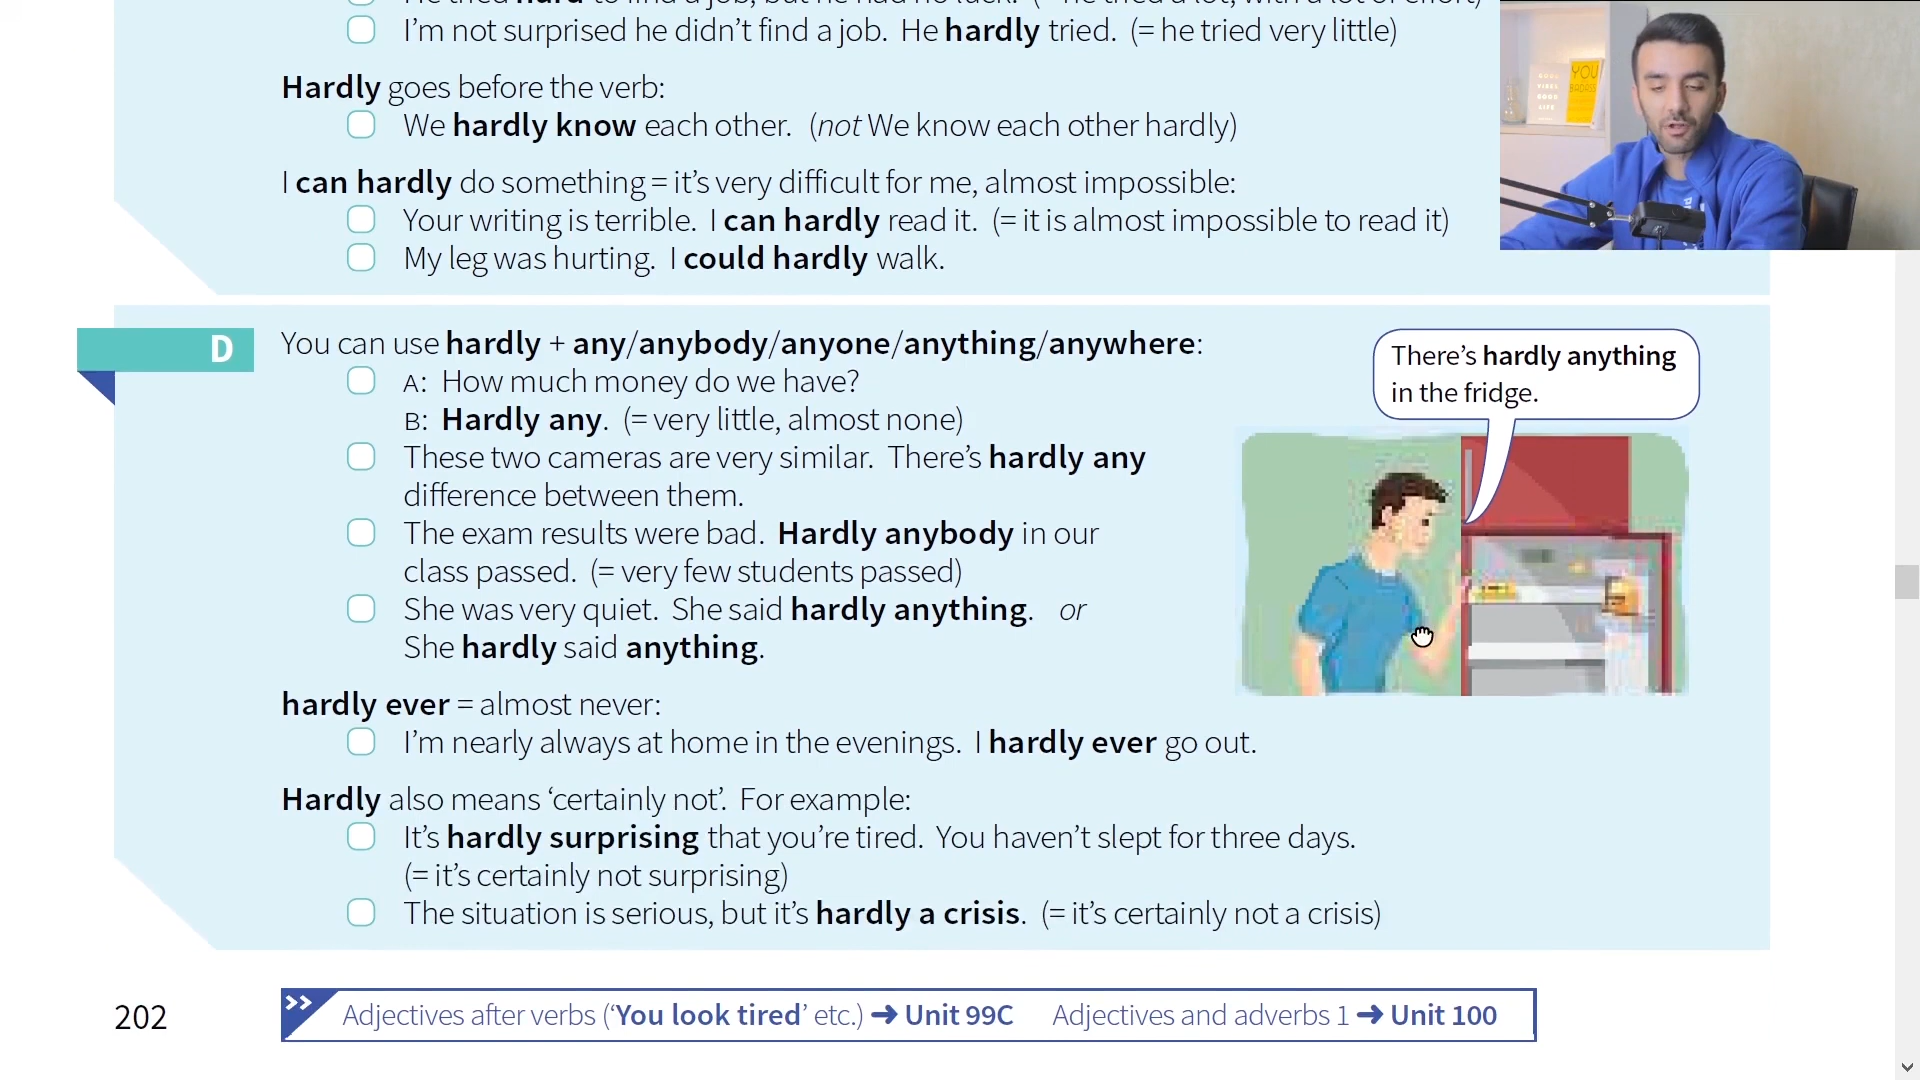 I'm not surprised he didn't find a job. He hardly tried. (= he tried very little)
Hardly goes before the verb:
We hardly know each other. (not We know each other hardly)
I can hardly do something = it's very difficult for me, almost impossible:
Your writing is terrible. I can hardly read it. (= it is almost impossible to read it)
My leg was hurting. I could hardly walk.
D
You can use hardly + any/anybody/anyone/anything/anywhere:
A: How much money do we have?
B: Hardly any. (= very little, almost none)
These two cameras are very similar. There's hardly any
difference between them.
The exam results were bad. Hardly anybody in our
class passed. (= very few students passed)
She was very quiet. She said hardly anything. or
She hardly said anything.
There's hardly anything
in the fridge.
hardly ever = almost never:
I'm nearly always at home in the evenings. I hardly ever go out.
Hardly also means ‘certainly not’. For example:
It's hardly surprising that you're tired. You haven't slept for three days.
(= it's certainly not surprising)
The situation is serious, but it's hardly a crisis. (= it's certainly not a crisis)
202
>> Adjectives after verbs (‘You look tired’ etc.) ➜ Unit 99C Adjectives and adverbs 1 ➜ Unit 100
YOU